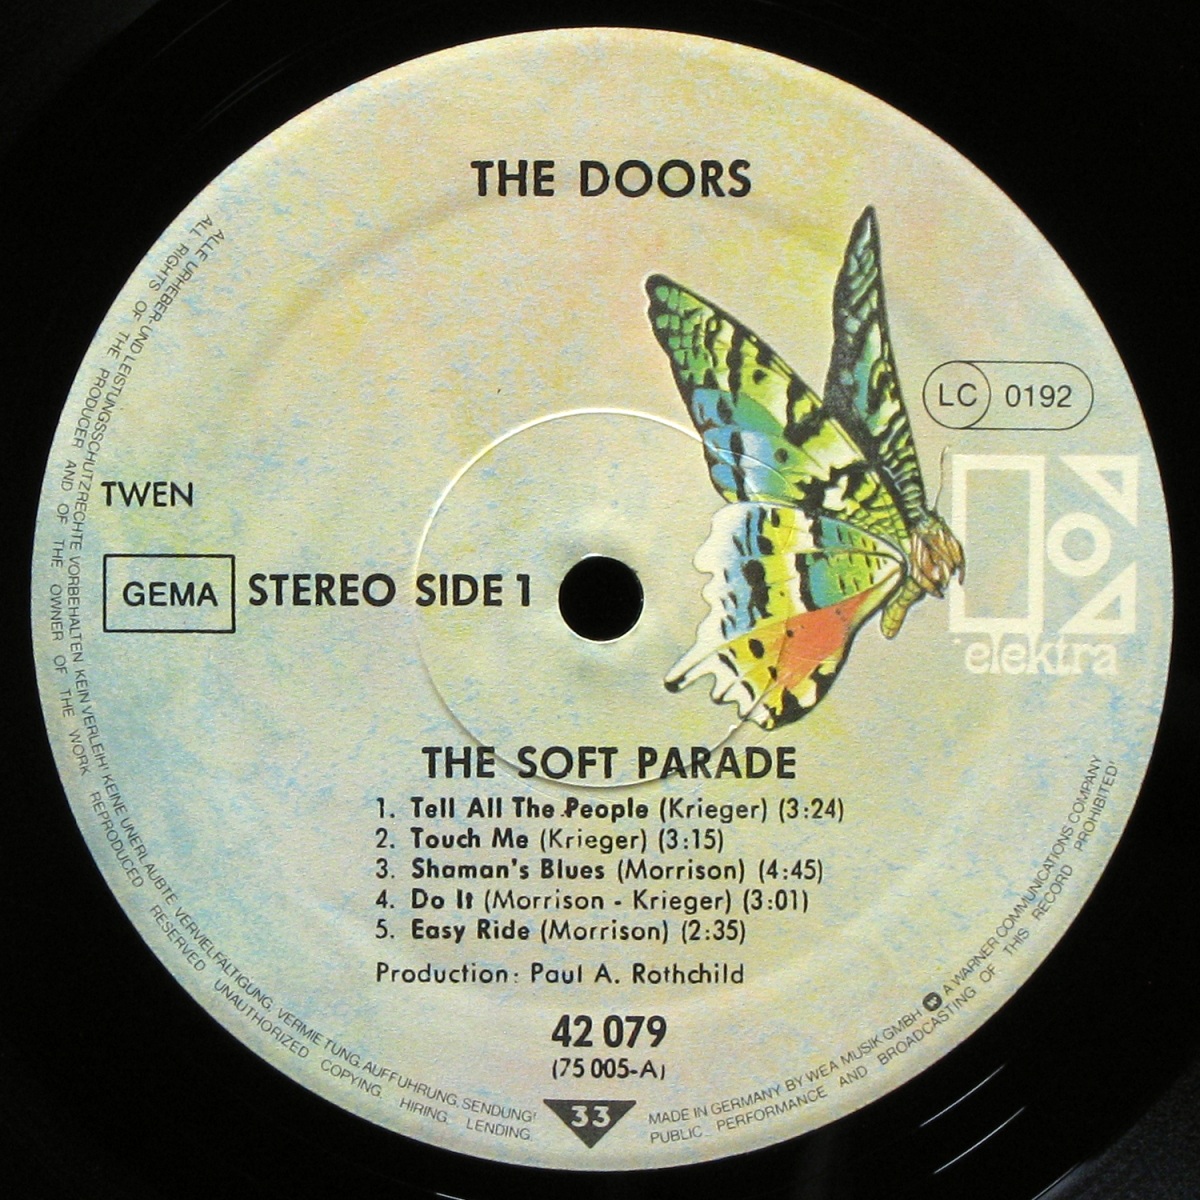 THE DOORS
LC 0192
TWEN
GEMA STEREO SIDE 1
elektra
THE SOFT PARADE
1. Tell All The People (Krieger) (3:24)
2. Touch Me (Krieger) (3:15)
3. Shaman's Blues (Morrison) (4:45)
4. Do It (Morrison - Krieger) (3:01)
5. Easy Ride (Morrison) (2:35)
Production: Paul A. Rothchild
42 079
(75 005-A)
33
ALLE URHEBER- UND LEISTUNGSSCHUTZRECHTE VORBEHALTEN KEIN VERLEIH! KEINE UNERLAUBTE VERVIELFÄLTIGUNG, VERMIETUNG, AUFFÜHRUNG, SENDUNG!
ALL RIGHTS OF THE PRODUCER AND OF THE OWNER OF THE WORK REPRODUCED RESERVED UNAUTHORIZED COPYING, HIRING, LENDING,
MADE IN GERMANY BY WEA MUSIK GMBH A WARNER COMMUNICATIONS COMPANY
PUBLIC PERFORMANCE AND BROADCASTING OF THIS RECORD PROHIBITED!